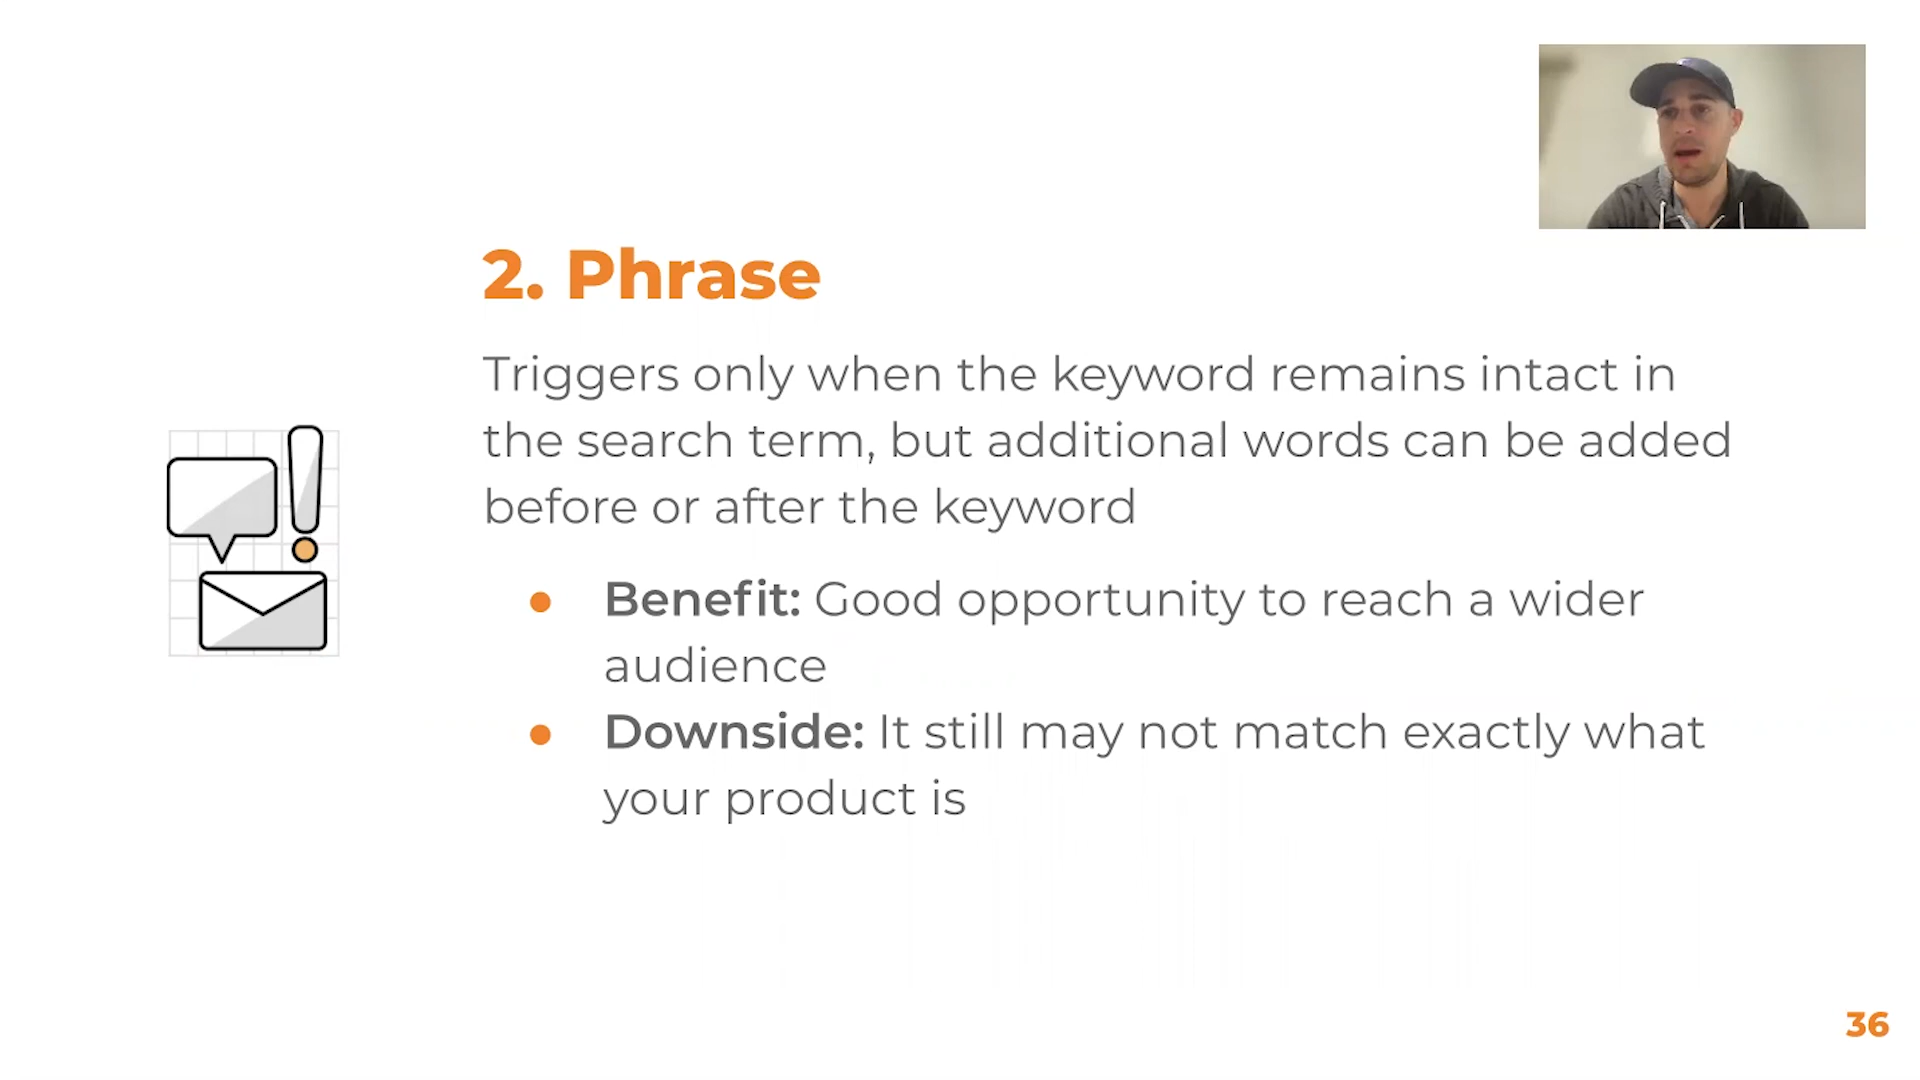 2. Phrase
Triggers only when the keyword remains intact in
the search term, but additional words can be added
before or after the keyword
● Benefit: Good opportunity to reach a wider
audience
● Downside: It still may not match exactly what
your product is
36